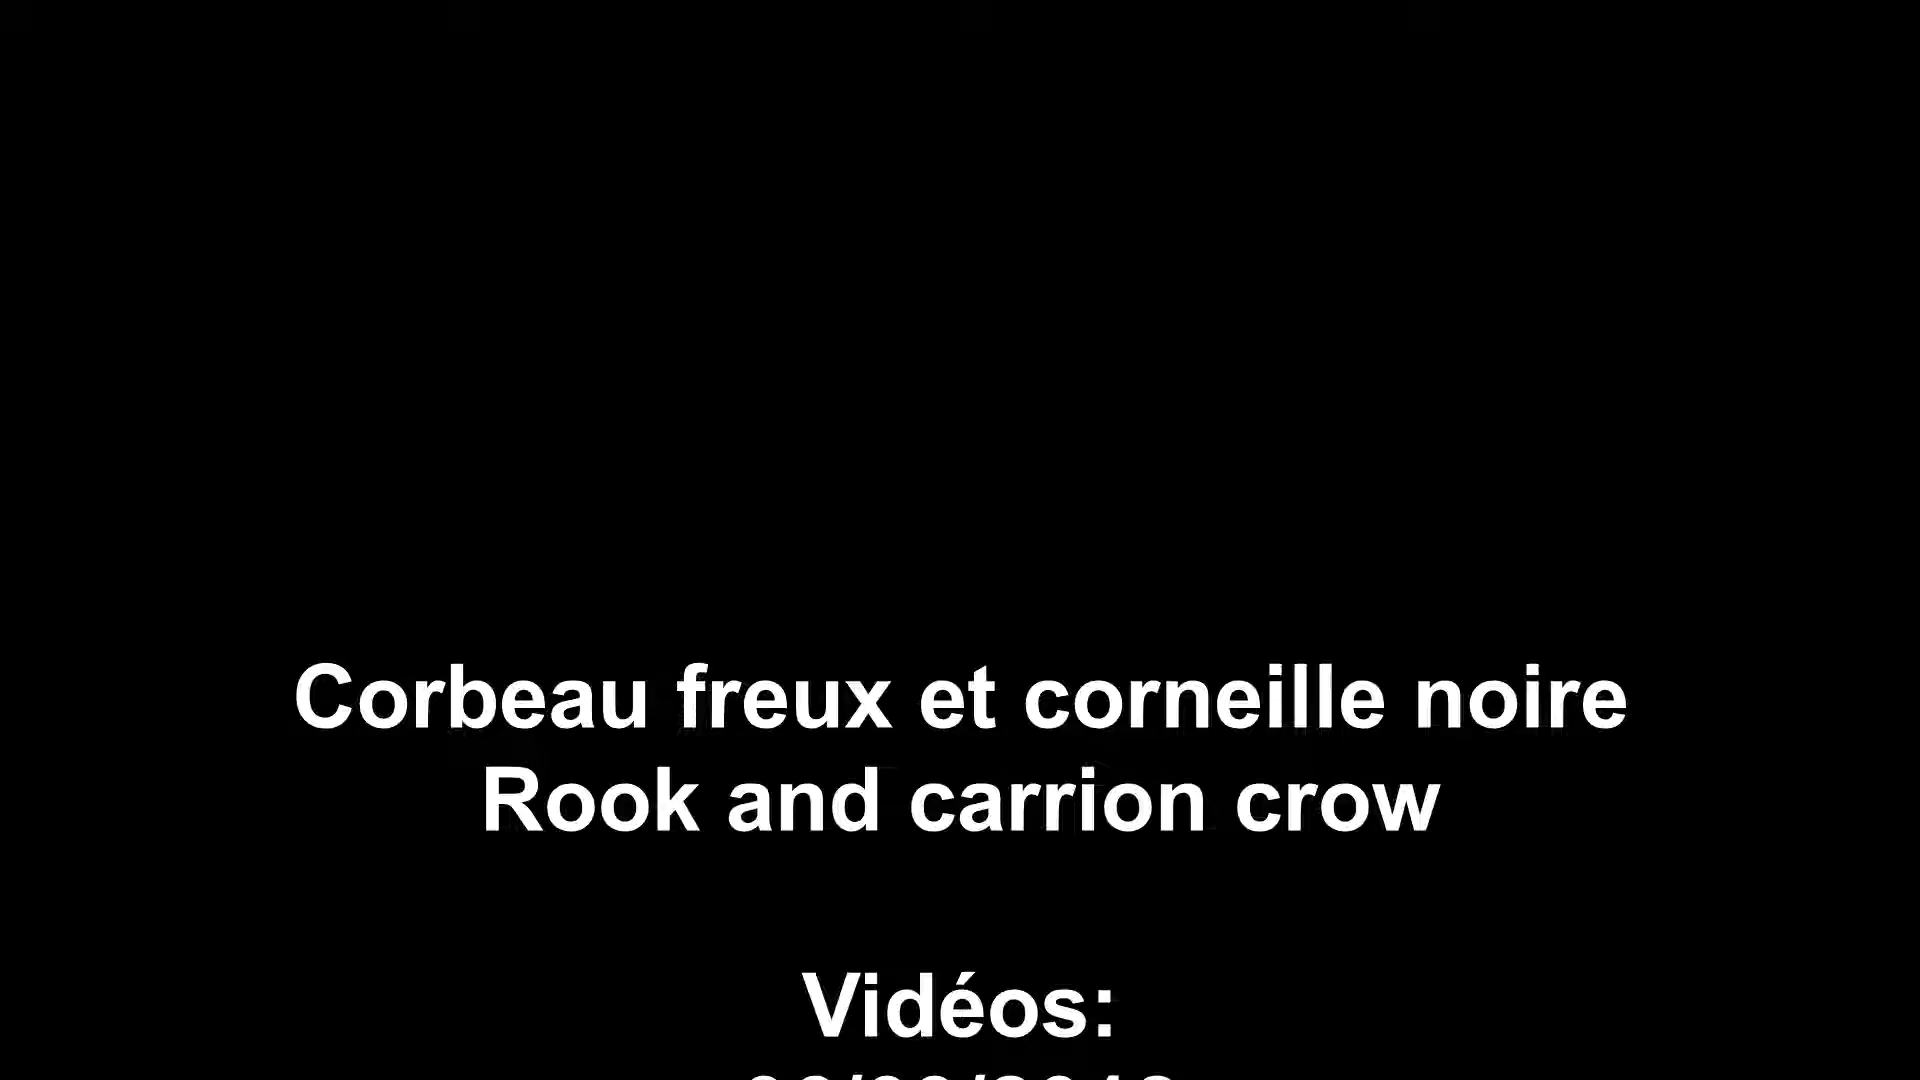 Corbeau freux et corneille noire
Rook and carrion crow
Vidéos: